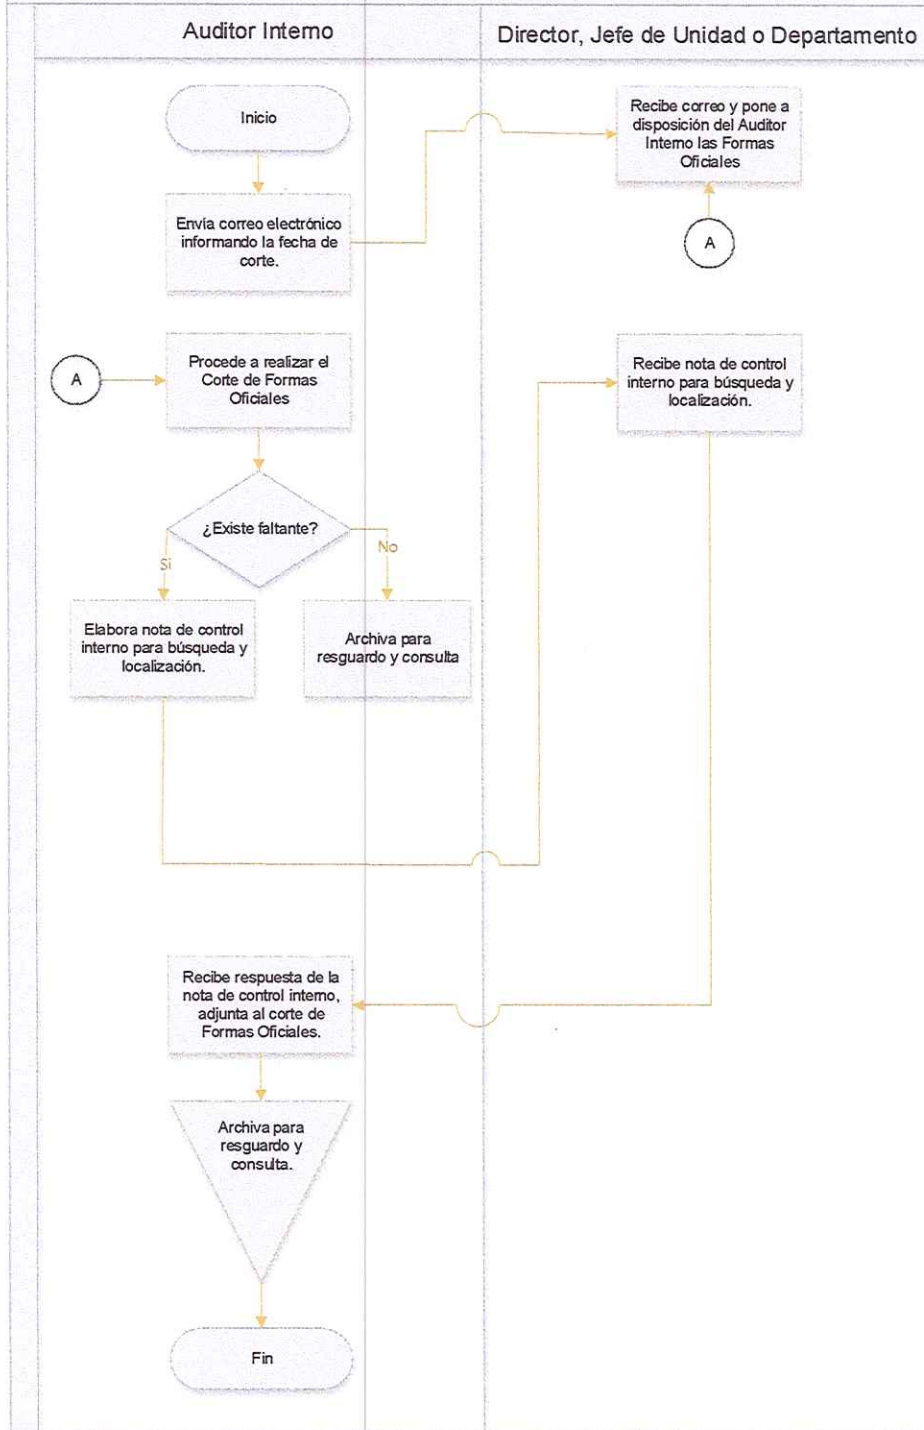 Auditor Interno
Director, Jefe de Unidad o Departamento
Inicio
Recibe correo y pone a
disposición del Auditor
Interno las Formas
Oficiales
Envía correo electrónico
informando la fecha de
corte.
A
A
Procede a realizar el
Corte de Formas
Oficiales
Recibe nota de control
interno para búsqueda y
localización.
¿Existe faltante?
Si
No
Elabora nota de control
interno para búsqueda y
localización.
Archiva para
resguardo y consulta
Recibe respuesta de la
nota de control interno,
adjunta al corte de
Formas Oficiales.
Archiva para
resguardo y
consulta.
Fin